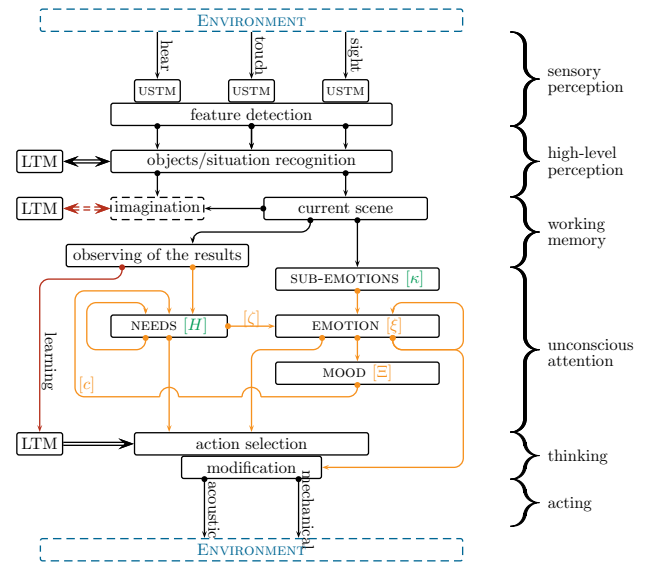 ENVIRONMENT
hear
touch
sight
USTM
USTM
USTM
feature detection
sensory
perception
LTM
objects/situation recognition
high-level
perception
LTM
imagination
current scene
working
memory
observing of the results
SUB-EMOTIONS [κ]
NEEDS [H]
[ζ]
EMOTION [ξ]
unconscious
attention
learning
[c]
MOOD [Ξ]
LTM
action selection
thinking
modification
acoustic
mechanical
acting
ENVIRONMENT